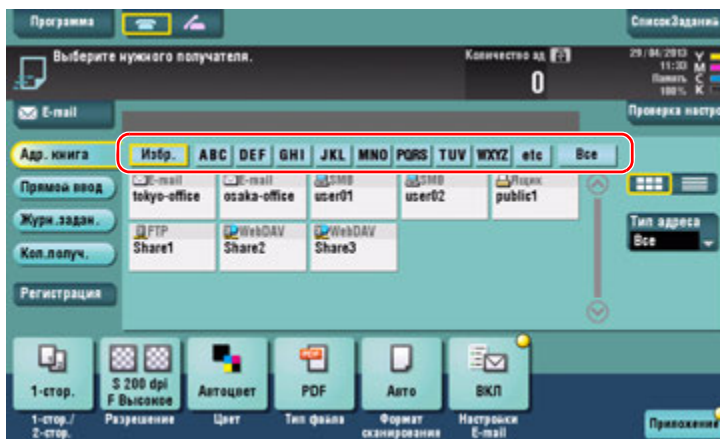 Программа
СписокЗаданий
Выберите нужного получателя.
Количество ад
0
29/04/2013
11:33
Память
100%
Y
M
C
K
E-mail
Проверка настро
Адр. книга
Избр. ABC DEF GHI JKL MNO PQRS TUV WXYZ etc Все
Прямой ввод
E-mail
tokyo-office
E-mail
osaka-office
SMB
user01
SMB
user02
Ящик
public1
Журн.задан.
FTP
Share1
WebDAV
Share2
WebDAV
Share3
Тип адреса
Все
Коп.получ.
Регистрация
1-стор.
S 200 dpi
F Высокое
Автоцвет
PDF
Авто
ВКЛ
1-стор./
2-стор.
Разрешение
Цвет
Тип файла
Формат
сканирования
Настройки
E-mail
Приложение